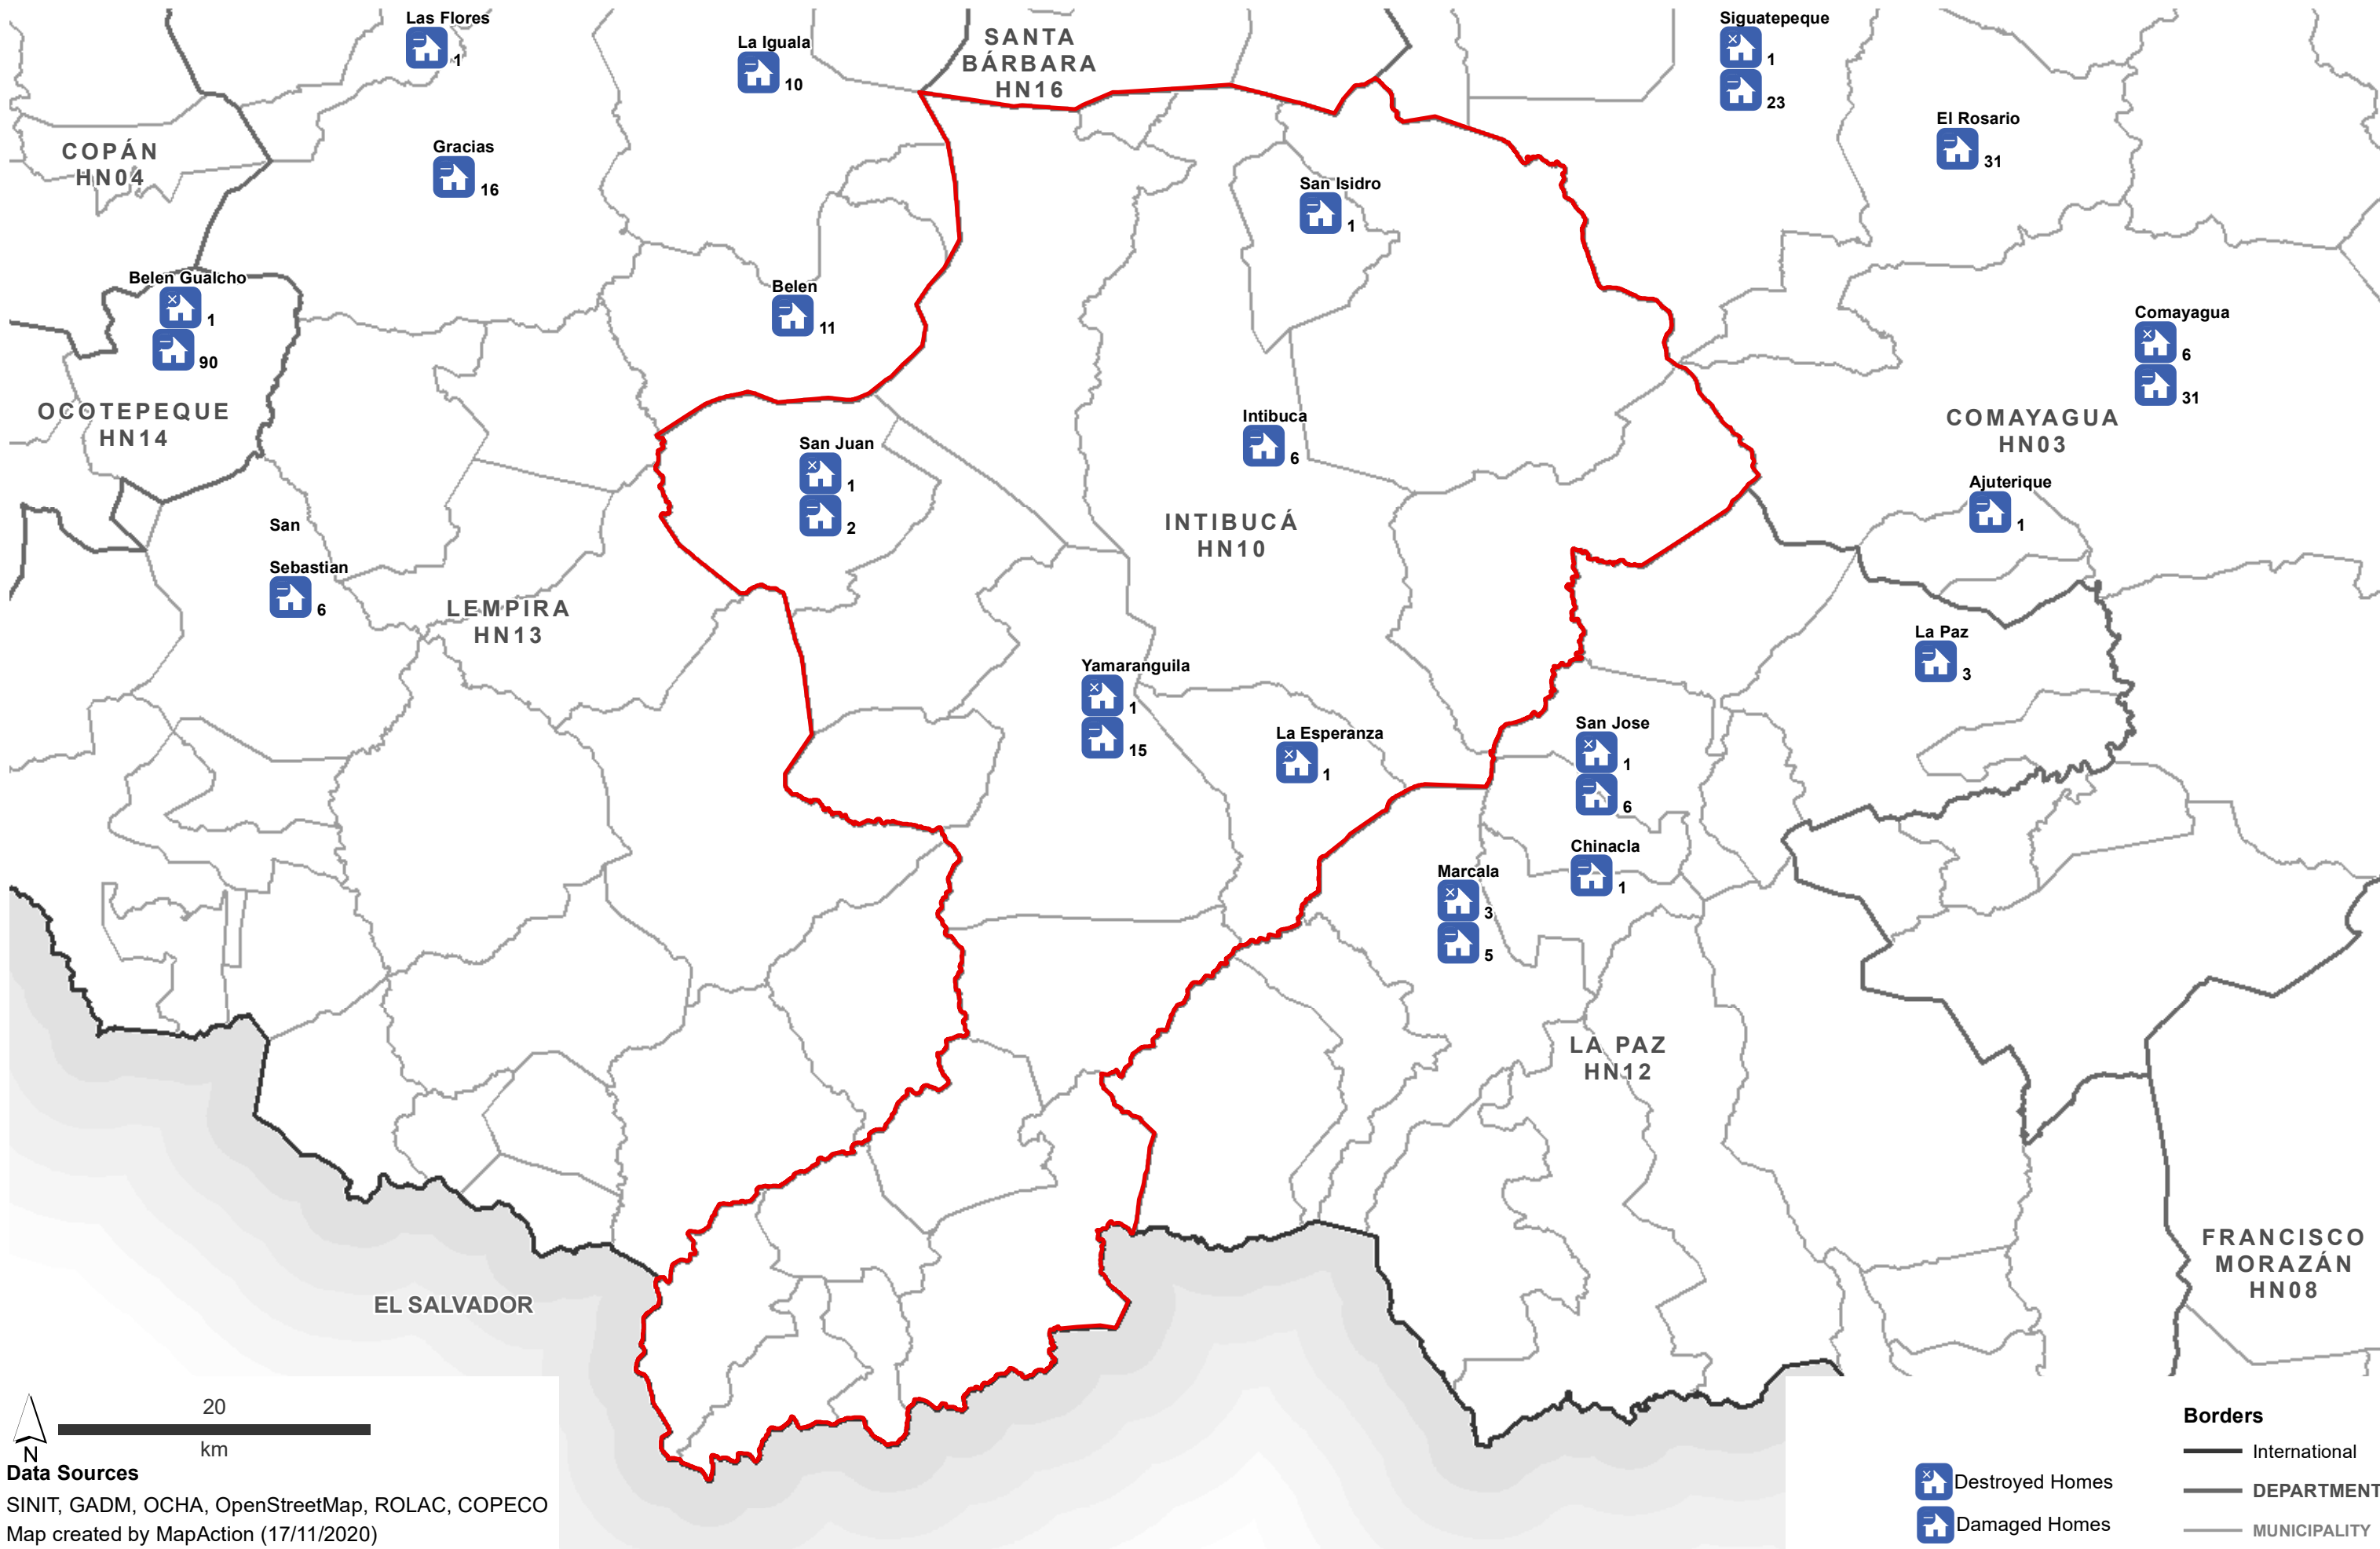 Las Flores
1
La Iguala
10
SANTA
BÁRBARA
HN16
Siguatepeque
1
23
El Rosario
31
COPÁN
HN04
Gracias
16
San Isidro
1
Belen Gualcho
1
90
Belen
11
Comayagua
6
31
OCOTEPEQUE
HN14
COMAYAGUA
HN03
Intibuca
6
San Juan
1
2
Ajuterique
1
San
Sebastian
6
INTIBUCÁ
HN10
LEMPIRA
HN13
La Paz
3
Yamaranguila
1
15
La Esperanza
1
San Jose
1
6
Chinacla
1
Marcala
3
5
LA PAZ
HN12
FRANCISCO
MORAZÁN
HN08
EL SALVADOR
20
km
N
Data Sources
SINIT, GADM, OCHA, OpenStreetMap, ROLAC, COPECO
Map created by MapAction (17/11/2020)
Destroyed Homes
Damaged Homes
Borders
International
DEPARTMENT
MUNICIPALITY